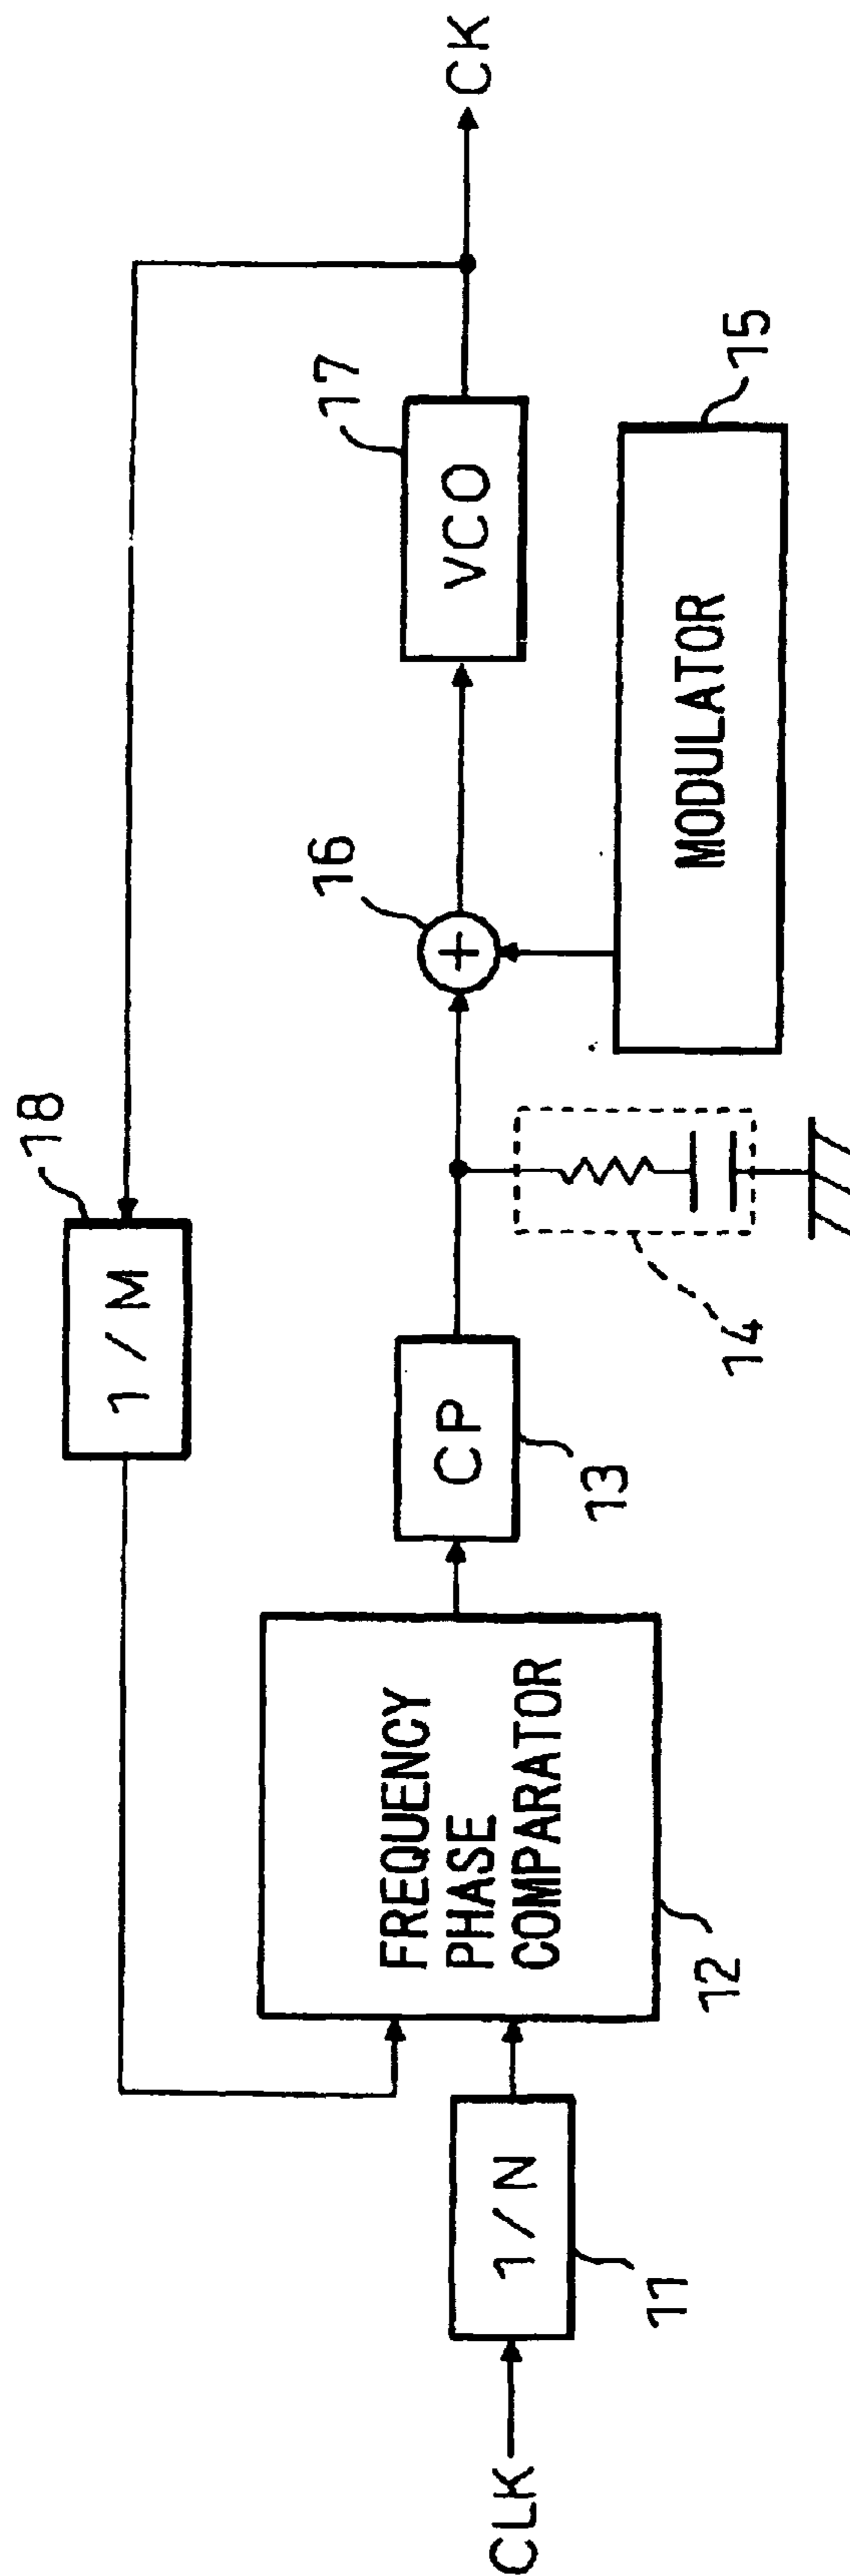 18
1 / M
17
CK
16
VCO
FREQUENCY
PHASE
COMPARATOR
CP
13
14
MODULATOR
15
CLK
1 / N
11
12